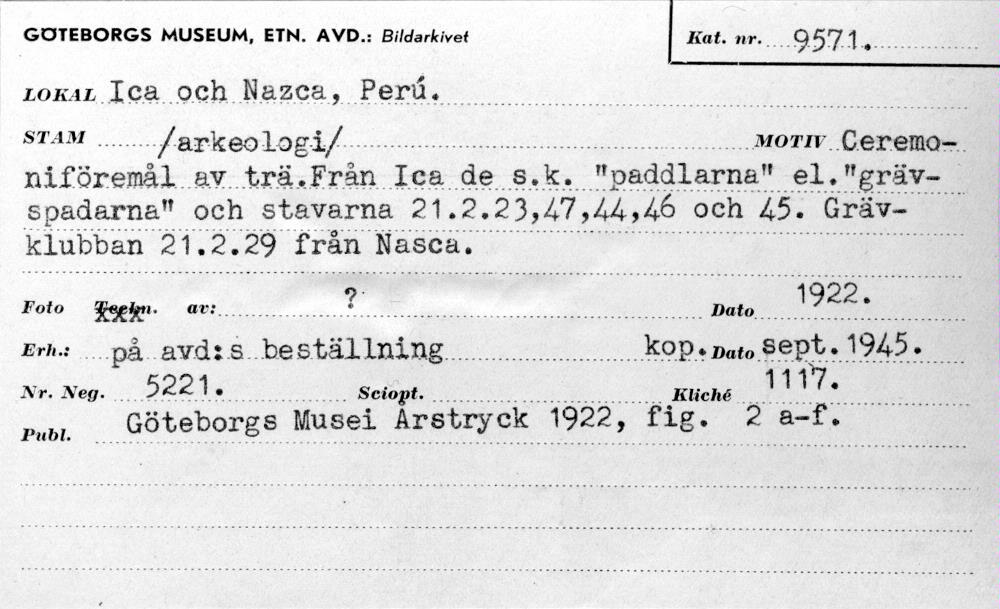 GÖTEBORGS MUSEUM, ETN. AVD.: Bildarkivet
Kat. nr. 9571.
LOKAL Ica och Nazca, Perú.
STAM /arkeologi/ MOTIV Ceremo-
niföremål av trä.Från Ica de s.k. "paddlarna" el."gräv-
spadarna" och stavarna 21.2.23,47,44,46 och 45. Gräv-
klubban 21.2.29 från Nasca.
Foto Teckn. av: ? Dato 1922.
Erh.: på avd:s beställning kop. Dato sept. 1945.
Nr. Neg. 5221. Sciopt. Kliché 1117.
Publ. Göteborgs Musei Arstryck 1922, fig. 2 a-f.